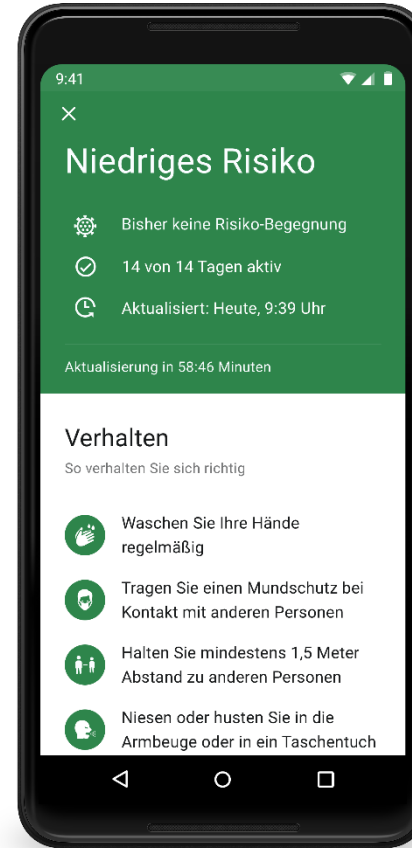 9:41
Niedriges Risiko
Bisher keine Risiko-Begegnung
14 von 14 Tagen aktiv
Aktualisiert: Heute, 9:39 Uhr
Aktualisierung in 58:46 Minuten
Verhalten
So verhalten Sie sich richtig
Waschen Sie Ihre Hände
regelmäßig
Tragen Sie einen Mundschutz bei
Kontakt mit anderen Personen
Halten Sie mindestens 1,5 Meter
Abstand zu anderen Personen
Niesen oder husten Sie in die
Armbeuge oder in ein Taschentuch